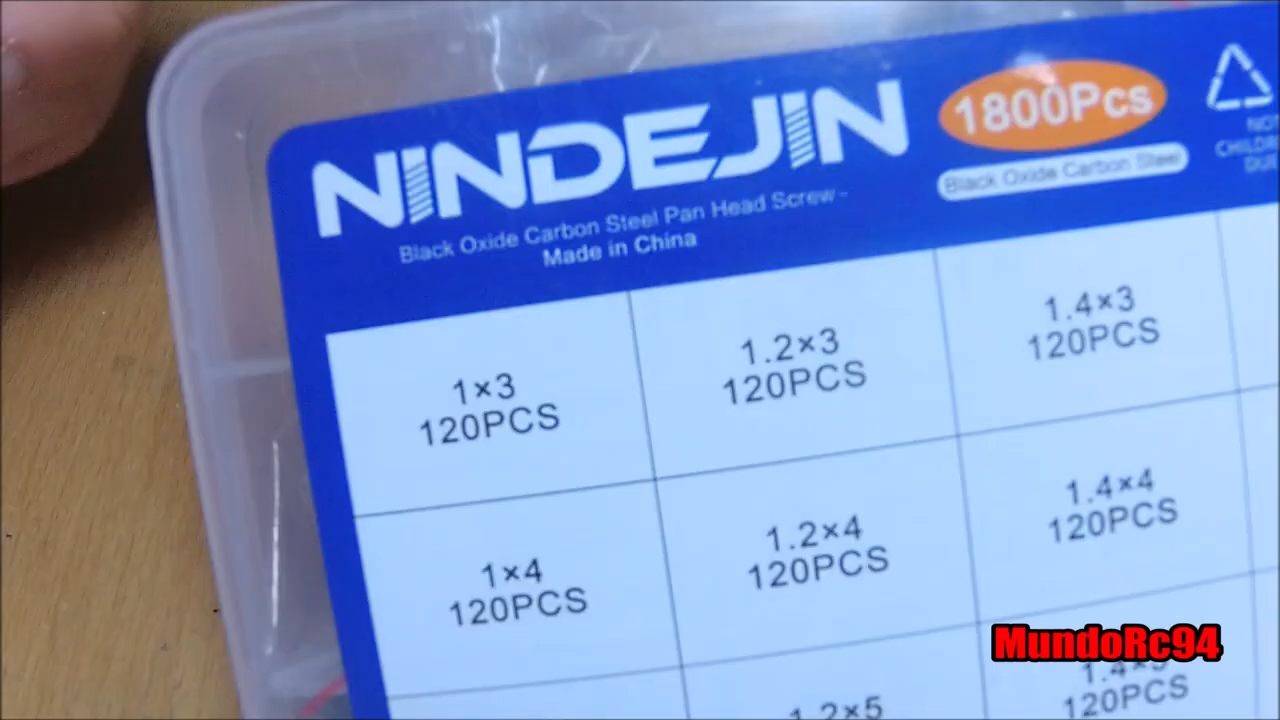 NINDEJIN
1800Pcs
Black Oxide Carbon Steel
Black Oxide Carbon Steel Pan Head Screw -
Made in China
1×3
120PCS
1.2×3
120PCS
1.4×3
120PCS
1×4
120PCS
1.2×4
120PCS
1.4×4
120PCS
1.2×5
120PCS
MundoRc94